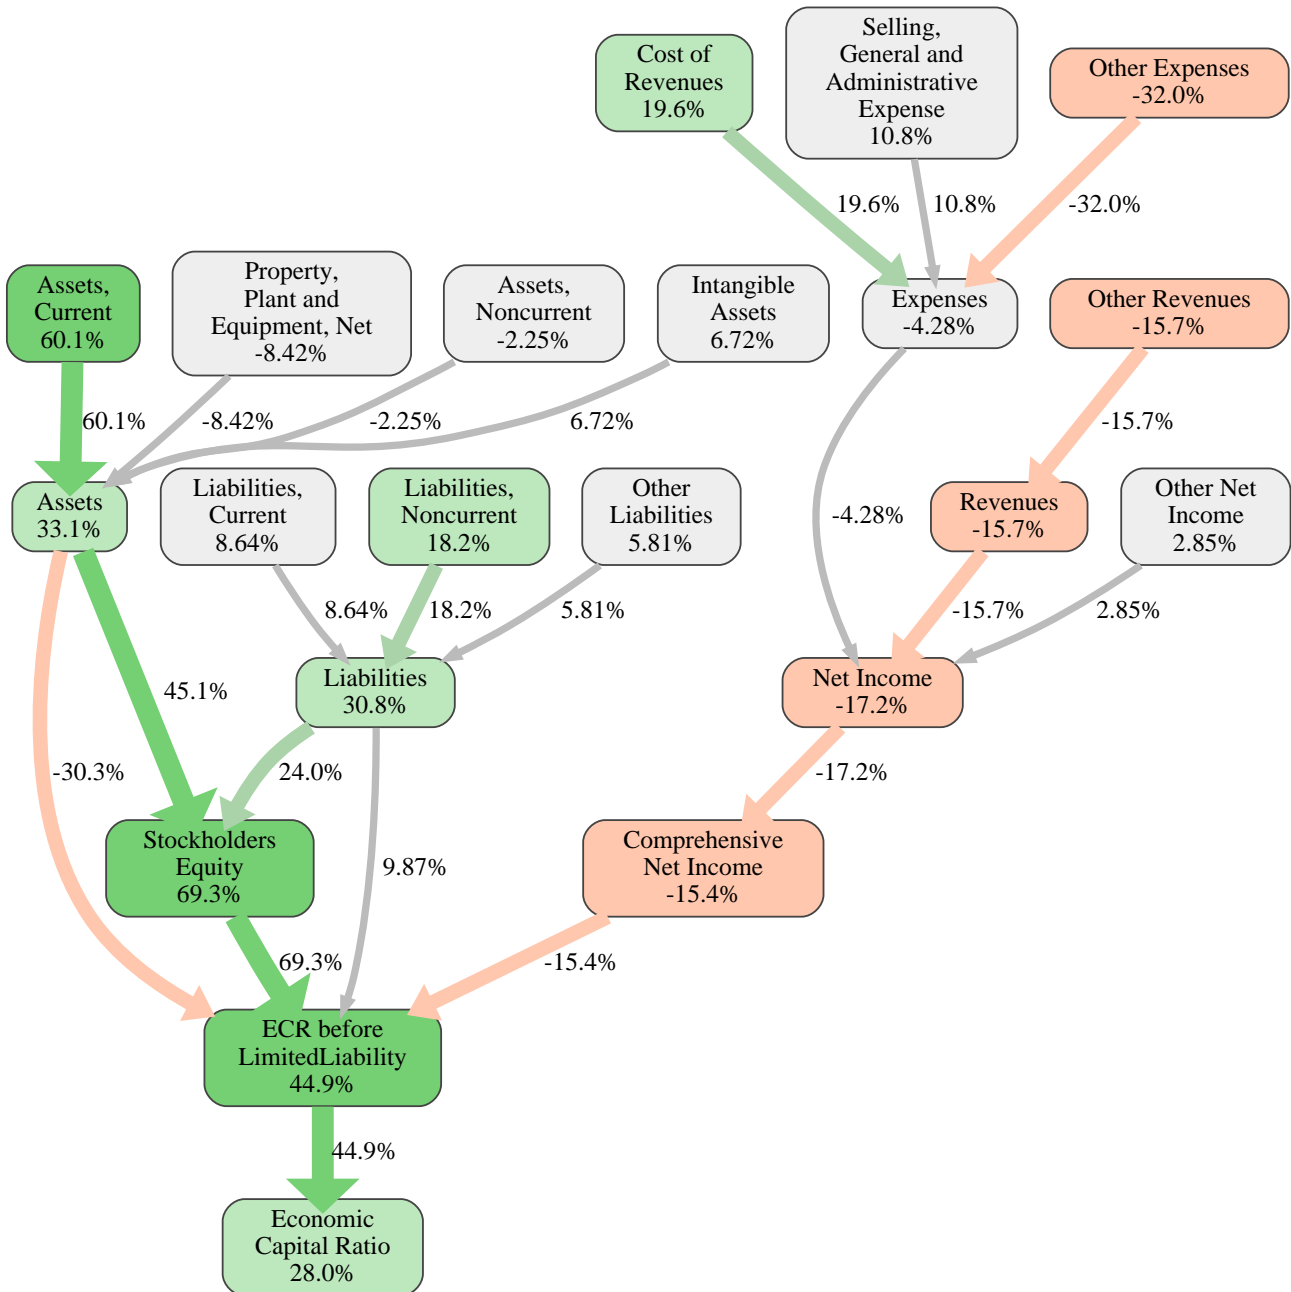 Cost of
Revenues
19.6%
Selling,
General and
Administrative
Expense
10.8%
Other Expenses
-32.0%
19.6%
10.8%
-32.0%
Assets,
Current
60.1%
Property,
Plant and
Equipment, Net
-8.42%
Assets,
Noncurrent
-2.25%
Intangible
Assets
6.72%
Expenses
-4.28%
Other Revenues
-15.7%
60.1%
-8.42%
-2.25%
6.72%
-15.7%
Assets
33.1%
Liabilities,
Current
8.64%
Liabilities,
Noncurrent
18.2%
Other
Liabilities
5.81%
-4.28%
Revenues
-15.7%
Other Net
Income
2.85%
8.64%
18.2%
5.81%
-15.7%
2.85%
45.1%
Liabilities
30.8%
Net Income
-17.2%
-30.3%
24.0%
-17.2%
Stockholders
Equity
69.3%
9.87%
Comprehensive
Net Income
-15.4%
69.3%
-15.4%
ECR before
LimitedLiability
44.9%
44.9%
Economic
Capital Ratio
28.0%